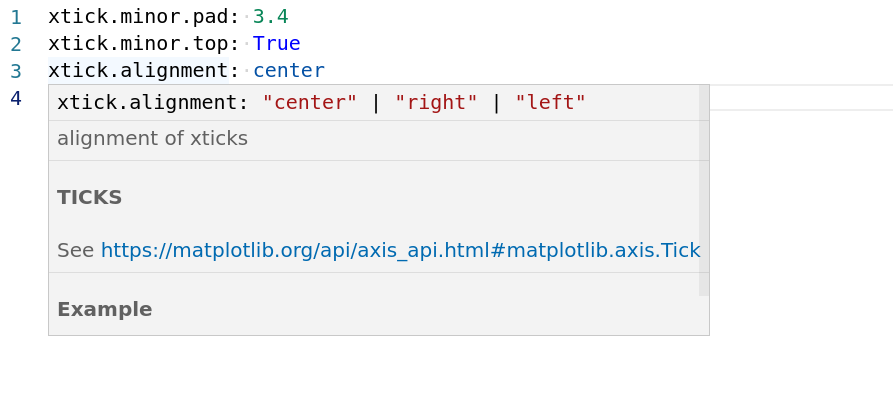 1 xtick.minor.pad: 3.4
2 xtick.minor.top: True
3 xtick.alignment: center
4
xtick.alignment: "center" | "right" | "left"
alignment of xticks
TICKS
See https://matplotlib.org/api/axis_api.html#matplotlib.axis.Tick
Example